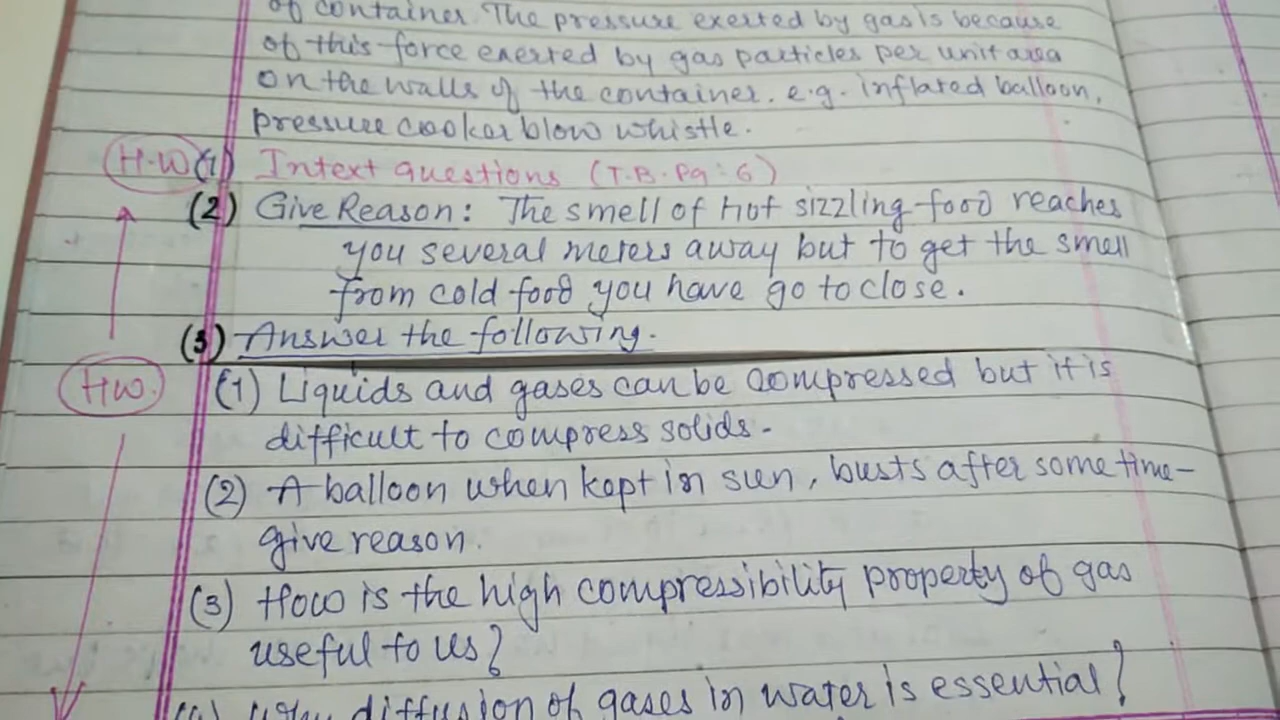 of container. The pressure exerted by gas is because
of this force exerted by gas particles per unit area
on the walls of the container. e.g. inflated balloon,
pressure cooker blow whistle.
H.W (1) Intext questions (T.B. Pg : 6)
(2) Give Reason : The smell of hot sizzling food reaches
you several meters away but to get the smell
from cold food you have go to close.
(3) Answer the following.
HW. (1) Liquids and gases can be compressed but it is
difficult to compress solids.
(2) A balloon when kept in sun, busts after some time-
give reason.
(3) How is the high compressibility property of gas
useful to us?
(4) Why diffusion of gases in water is essential?